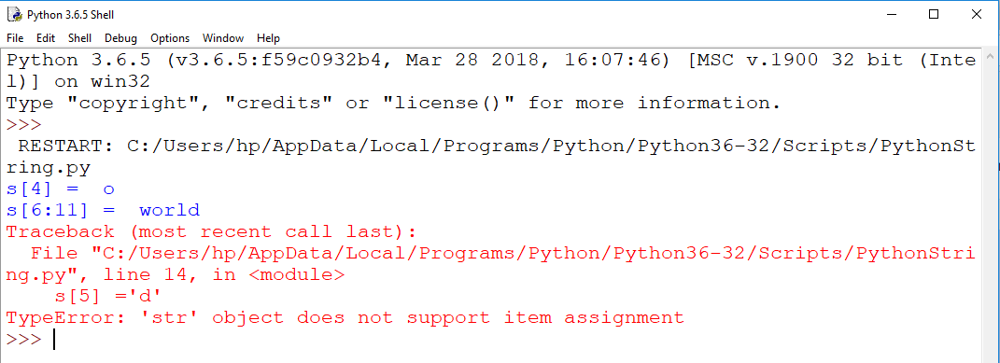 Python 3.6.5 Shell
File Edit Shell Debug Options Window Help
Python 3.6.5 (v3.6.5:f59c0932b4, Mar 28 2018, 16:07:46) [MSC v.1900 32 bit (Inte
l)] on win32
Type "copyright", "credits" or "license()" for more information.
>>>
 RESTART: C:/Users/hp/AppData/Local/Programs/Python/Python36-32/Scripts/PythonSt
ring.py
s[4] =  o
s[6:11] =  world
Traceback (most recent call last):
  File "C:/Users/hp/AppData/Local/Programs/Python/Python36-32/Scripts/PythonStri
ng.py", line 14, in <module>
    s[5] ='d'
TypeError: 'str' object does not support item assignment
>>>